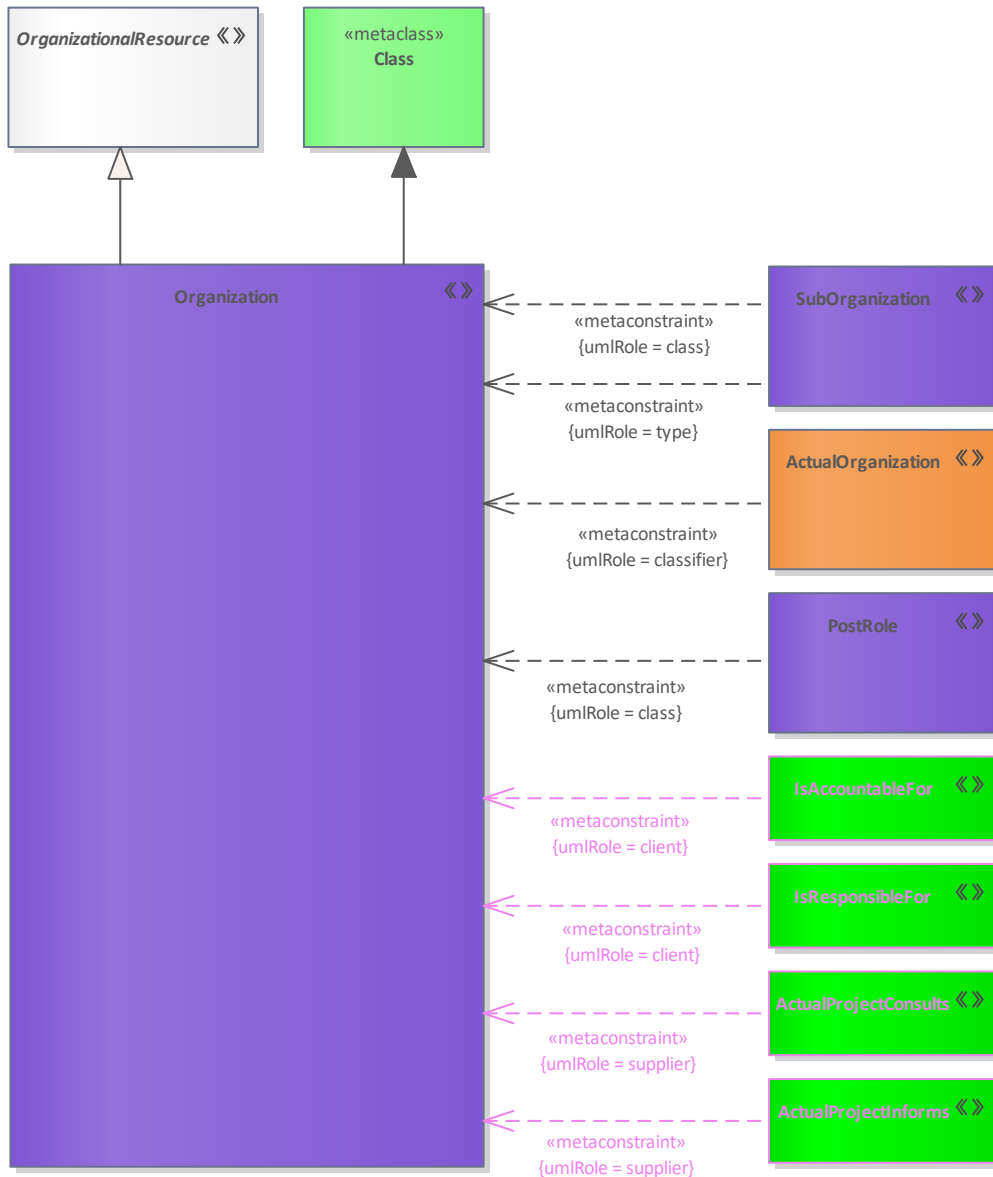 OrganizationalResource «»
«metaclass»
Class
Organization «»
SubOrganization «»
«metaconstraint»
{umlRole = class}
«metaconstraint»
{umlRole = type}
ActualOrganization «»
«metaconstraint»
{umlRole = classifier}
PostRole «»
«metaconstraint»
{umlRole = class}
IsAccountableFor «»
«metaconstraint»
{umlRole = client}
IsResponsibleFor «»
«metaconstraint»
{umlRole = client}
ActualProjectConsults «»
«metaconstraint»
{umlRole = supplier}
ActualProjectInforms «»
«metaconstraint»
{umlRole = supplier}